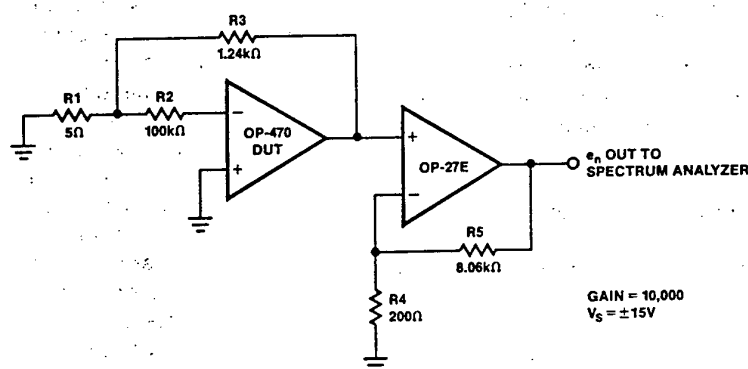 R3
1.24kΩ
R1
5Ω
R2
100kΩ
−
OP-470
DUT
+
+
OP-27E
−
eₙ OUT TO
SPECTRUM ANALYZER
R5
8.06kΩ
R4
200Ω
GAIN = 10,000
V_S = ±15V